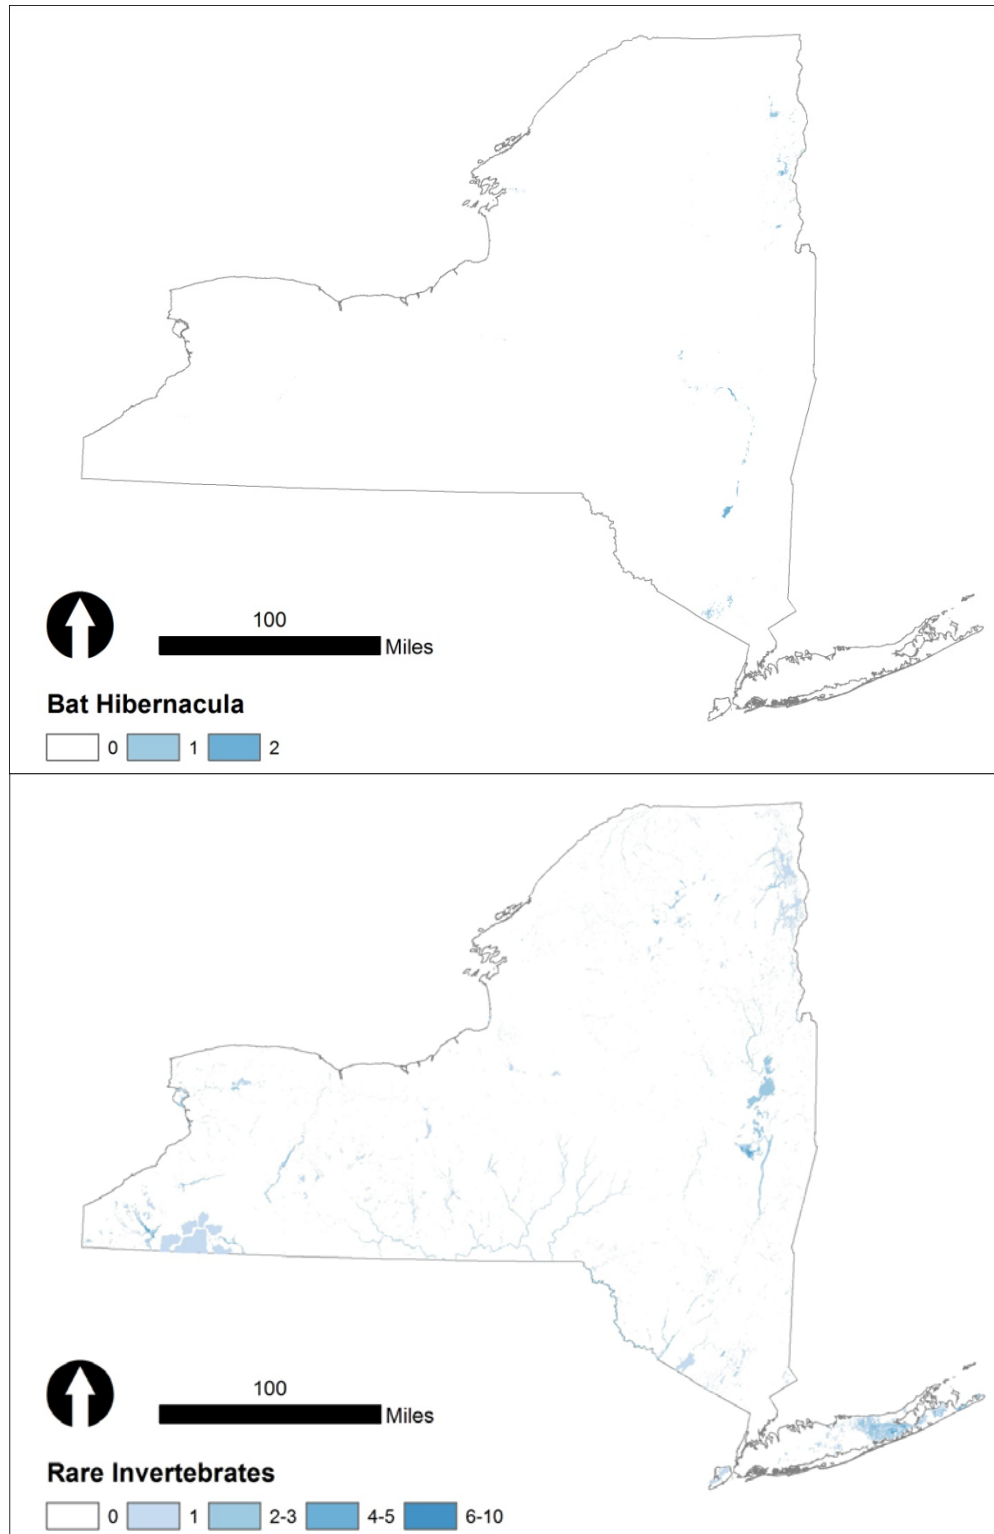 100
Miles
Bat Hibernacula
0 1 2
100
Miles
Rare Invertebrates
0 1 2-3 4-5 6-10